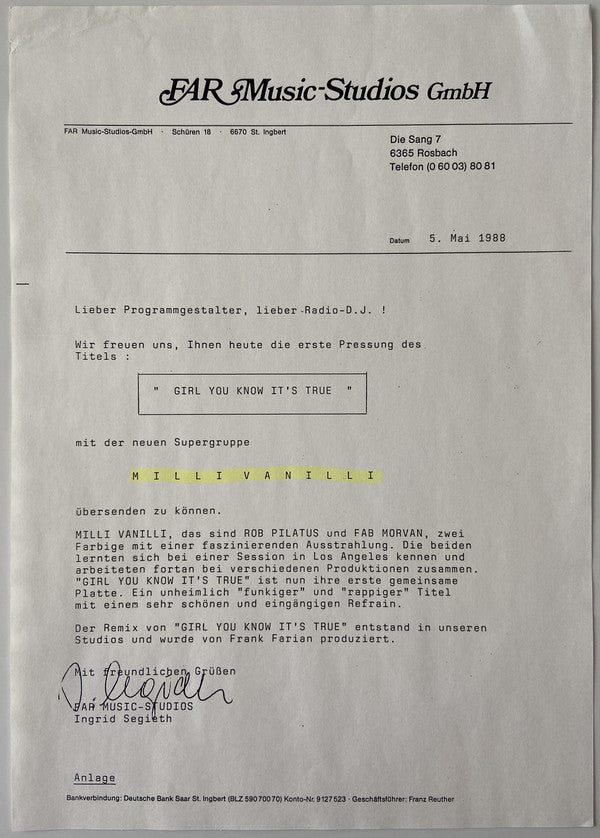 FAR Music-Studios GmbH
FAR Music-Studios-GmbH · Schüren 18 · 6670 St. Ingbert
Die Sang 7
6365 Rosbach
Telefon (0 60 03) 80 81
Datum 5. Mai 1988
Lieber Programmgestalter, lieber Radio-D.J. !
Wir freuen uns, Ihnen heute die erste Pressung des
Titels :
" GIRL YOU KNOW IT'S TRUE "
mit der neuen Supergruppe
M I L L I V A N I L L I
übersenden zu können.
MILLI VANILLI, das sind ROB PILATUS und FAB MORVAN, zwei
Farbige mit einer faszinierenden Ausstrahlung. Die beiden
lernten sich bei einer Session in Los Angeles kennen und
arbeiteten fortan bei verschiedenen Produktionen zusammen.
"GIRL YOU KNOW IT'S TRUE" ist nun ihre erste gemeinsame
Platte. Ein unheimlich "funkiger" und "rappiger" Titel
mit einem sehr schönen und eingängigen Refrain.
Der Remix von "GIRL YOU KNOW IT'S TRUE" entstand in unseren
Studios und wurde von Frank Farian produziert.
Mit freundlichen Grüßen
FAR MUSIC-STUDIOS
Ingrid Segieth
Anlage
Bankverbindung: Deutsche Bank Saar St. Ingbert (BLZ 59070070) Konto-Nr. 9127523 · Geschäftsführer: Franz Reuther